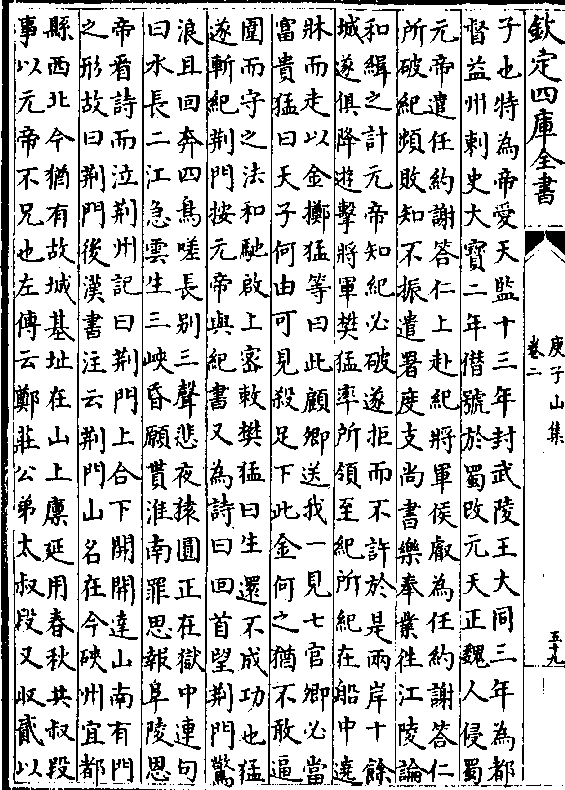 欽定四庫全書
庾子山集
卷二
五十九
子也特為帝愛天監十三年封武陵王大同三年為都
督益州刺史大寳二年僣號於蜀改元天正魏人侵蜀
元帝遣任約謝答仁上赴紀將軍侯叡為任約謝答仁
所破紀頻敗知不振遣署度支尚書樂奉業徃江陵論
和緝之計元帝知紀必破遂拒而不許於是兩岸十餘
城遂俱降遊擊將軍樊猛率所領至紀所紀在船中遶
牀而走以金擲猛等曰此顧卿送我一見七官卿必當
富貴猛曰天子何由可見殺足下此金何之猶不敢逼
圍而守之法和馳啟上宻敕樊猛曰生還不成功也猛
遂斬紀荆門按元帝與紀書又為詩曰回首望荆門驚
浪且回奔四鳥嗟長别三聲悲夜猿圓正在獄中連句
曰水長二江急雲生三峽昏願貰淮南罪思報阜陵恩
帝看詩而泣荆州記曰荆門上合下開開達山南有門
之形故曰荆門後漢書注云荆門山名在今硤州宜都
縣西北今猶有故城基址在山上廩延用春秋共叔段
事以元帝不兄也左傳云鄭莊公弟太叔段又收貳以